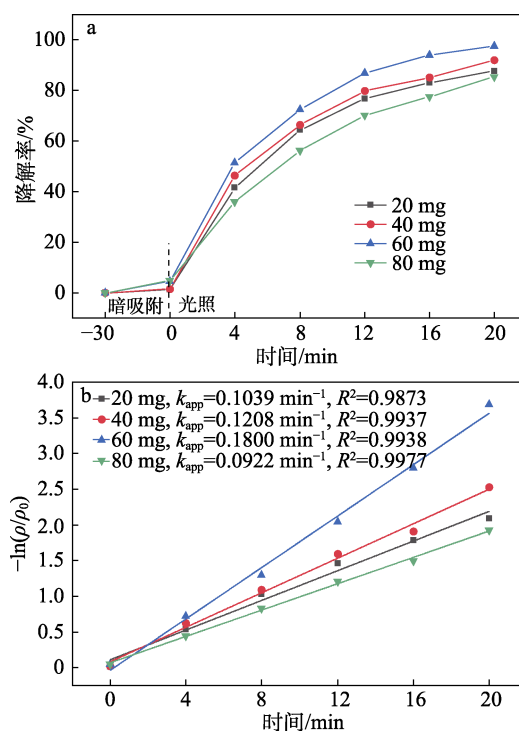 a
100
80
60
40
20
0
降解率/%
20 mg
40 mg
60 mg
80 mg
暗吸附 光照
−30 0 4 8 12 16 20
时间/min
b
4.0
3.5
3.0
2.5
2.0
1.5
1.0
0.5
0
−ln(ρ/ρ0)
20 mg, kapp=0.1039 min−1, R2=0.9873
40 mg, kapp=0.1208 min−1, R2=0.9937
60 mg, kapp=0.1800 min−1, R2=0.9938
80 mg, kapp=0.0922 min−1, R2=0.9977
0 4 8 12 16 20
时间/min